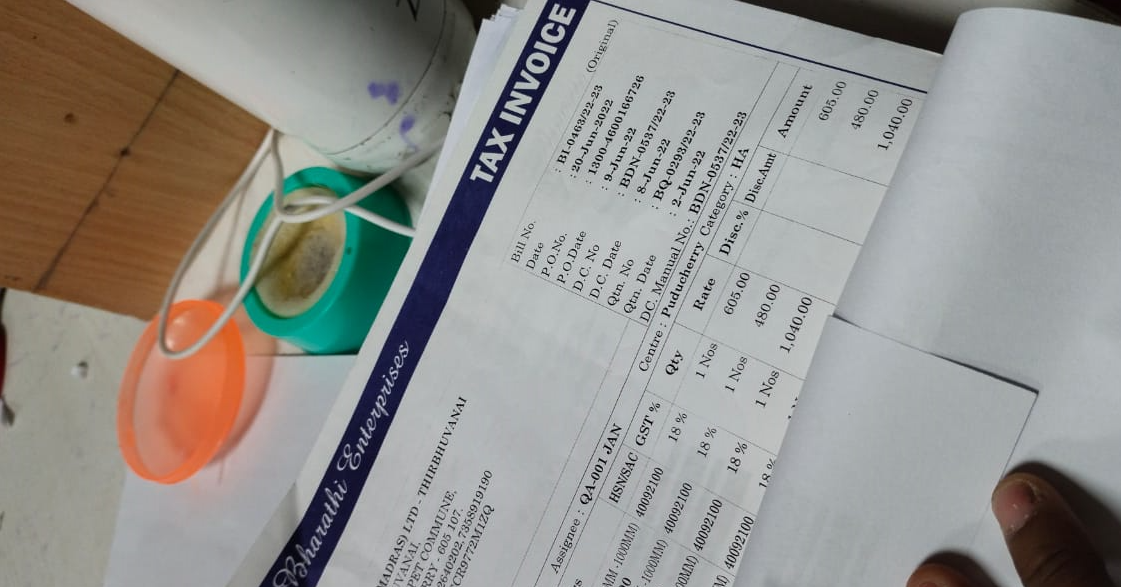 Bharathi Enterprises TAX INVOICE
(Original)
Bill No. : BI-0463/22-23
Date : 20-Jun-2022
P.O.No. : 1300-4600166726
P.O.Date : 9-Jun-22
D.C. No : BDN-0537/22-23
D.C. Date : 8-Jun-22
Qtn. No : BQ-0293/22-23
Qtn. Date : 2-Jun-22
DC. Manual No.: BDN-0537/22-23
MADRAS) LTD - THIRBHUVANAI
UVANAI,
PET COMMUNE,
RRY - 605 107.
2640202,7358919190
CR9772M1ZQ
Assignee : QA-001 JAN Centre : Puducherry Category : HA
HSN/SAC GST % Qty Rate Disc.% Disc.Amt Amount
MM -1000MM) 40092100 18 % 1 Nos 605.00 605.00
-1000MM) 40092100 18 % 1 Nos 480.00 480.00
00MM) 40092100 18 % 1 Nos 1,040.00 1,040.00
M) 40092100 18 %